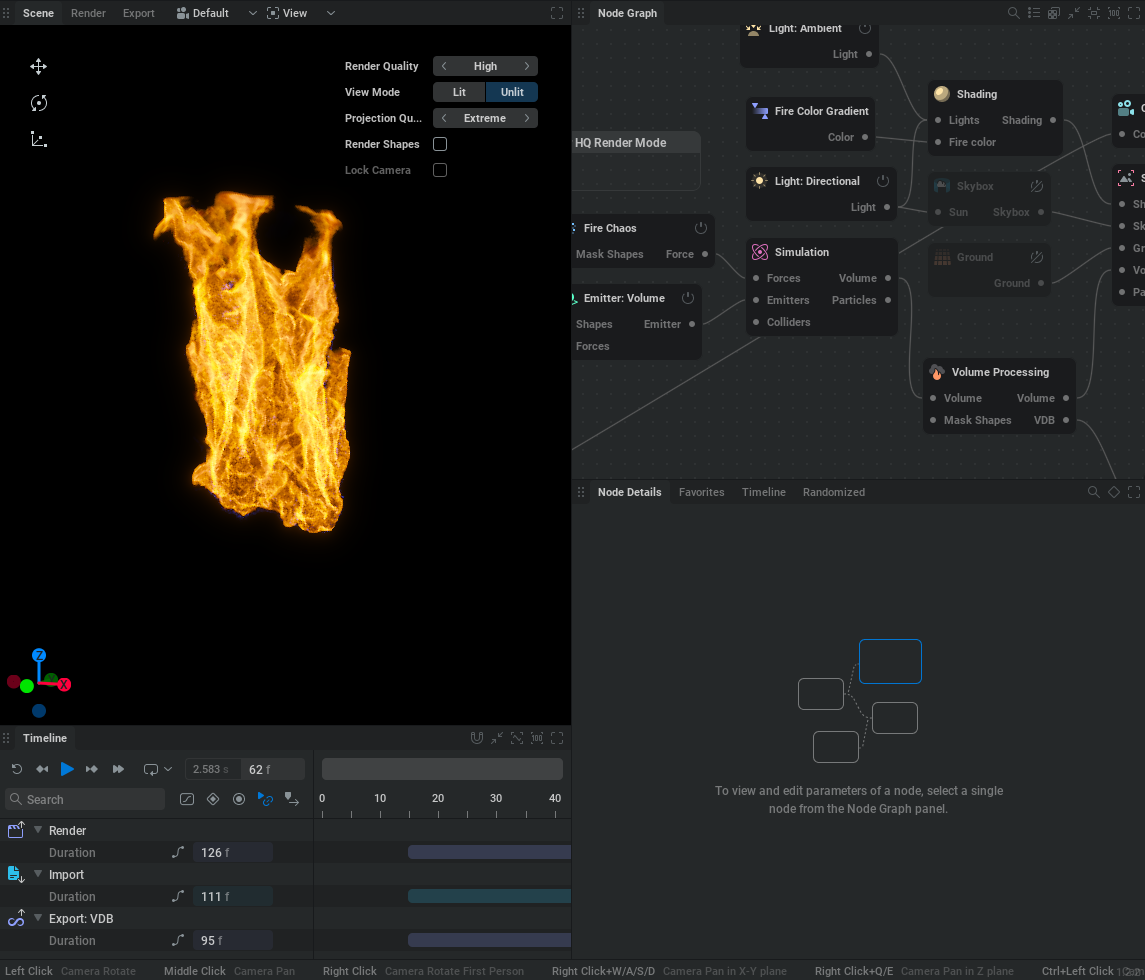 Scene Render Export Default View
Render Quality High
View Mode Lit Unlit
Projection Qu... Extreme
Render Shapes
Lock Camera
Z
X
Node Graph
100
Light: Ambient
Light
Shading
Lights Shading
Fire color
Fire Color Gradient
Color
HQ Render Mode
Light: Directional
Light
Skybox
Sun Skybox
Fire Chaos
Mask Shapes Force
Simulation
Forces Volume
Emitters Particles
Colliders
Ground
Ground
Emitter: Volume
Shapes Emitter
Forces
Volume Processing
Volume Volume
Mask Shapes VDB
Co
S
Sh
Sk
Gr
Vo
Pa
Node Details Favorites Timeline Randomized
To view and edit parameters of a node, select a single
node from the Node Graph panel.
Timeline
100
2.583 s 62 f
Search
0 10 20 30 40
Render
Duration 126 f
Import
Duration 111 f
Export: VDB
Duration 95 f
Left Click Camera Rotate Middle Click Camera Pan Right Click Camera Rotate First Person Right Click+W/A/S/D Camera Pan in X-Y plane Right Click+Q/E Camera Pan in Z plane Ctrl+Left Click